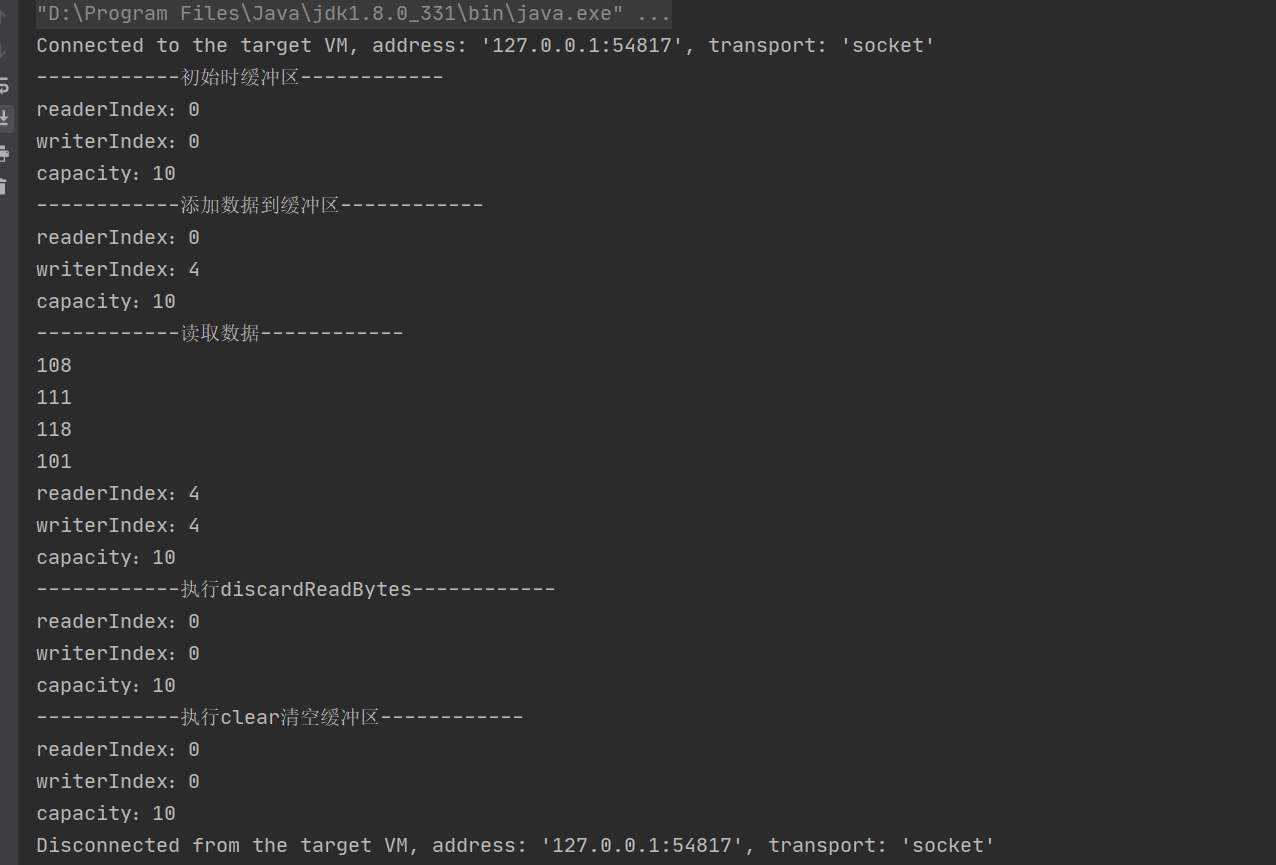 "D:\Program Files\Java\jdk1.8.0_331\bin\java.exe" ...
Connected to the target VM, address: '127.0.0.1:54817', transport: 'socket'
------------初始时缓冲区------------
readerIndex：0
writerIndex：0
capacity：10
------------添加数据到缓冲区------------
readerIndex：0
writerIndex：4
capacity：10
------------读取数据------------
108
111
118
101
readerIndex：4
writerIndex：4
capacity：10
------------执行discardReadBytes------------
readerIndex：0
writerIndex：0
capacity：10
------------执行clear清空缓冲区------------
readerIndex：0
writerIndex：0
capacity：10
Disconnected from the target VM, address: '127.0.0.1:54817', transport: 'socket'